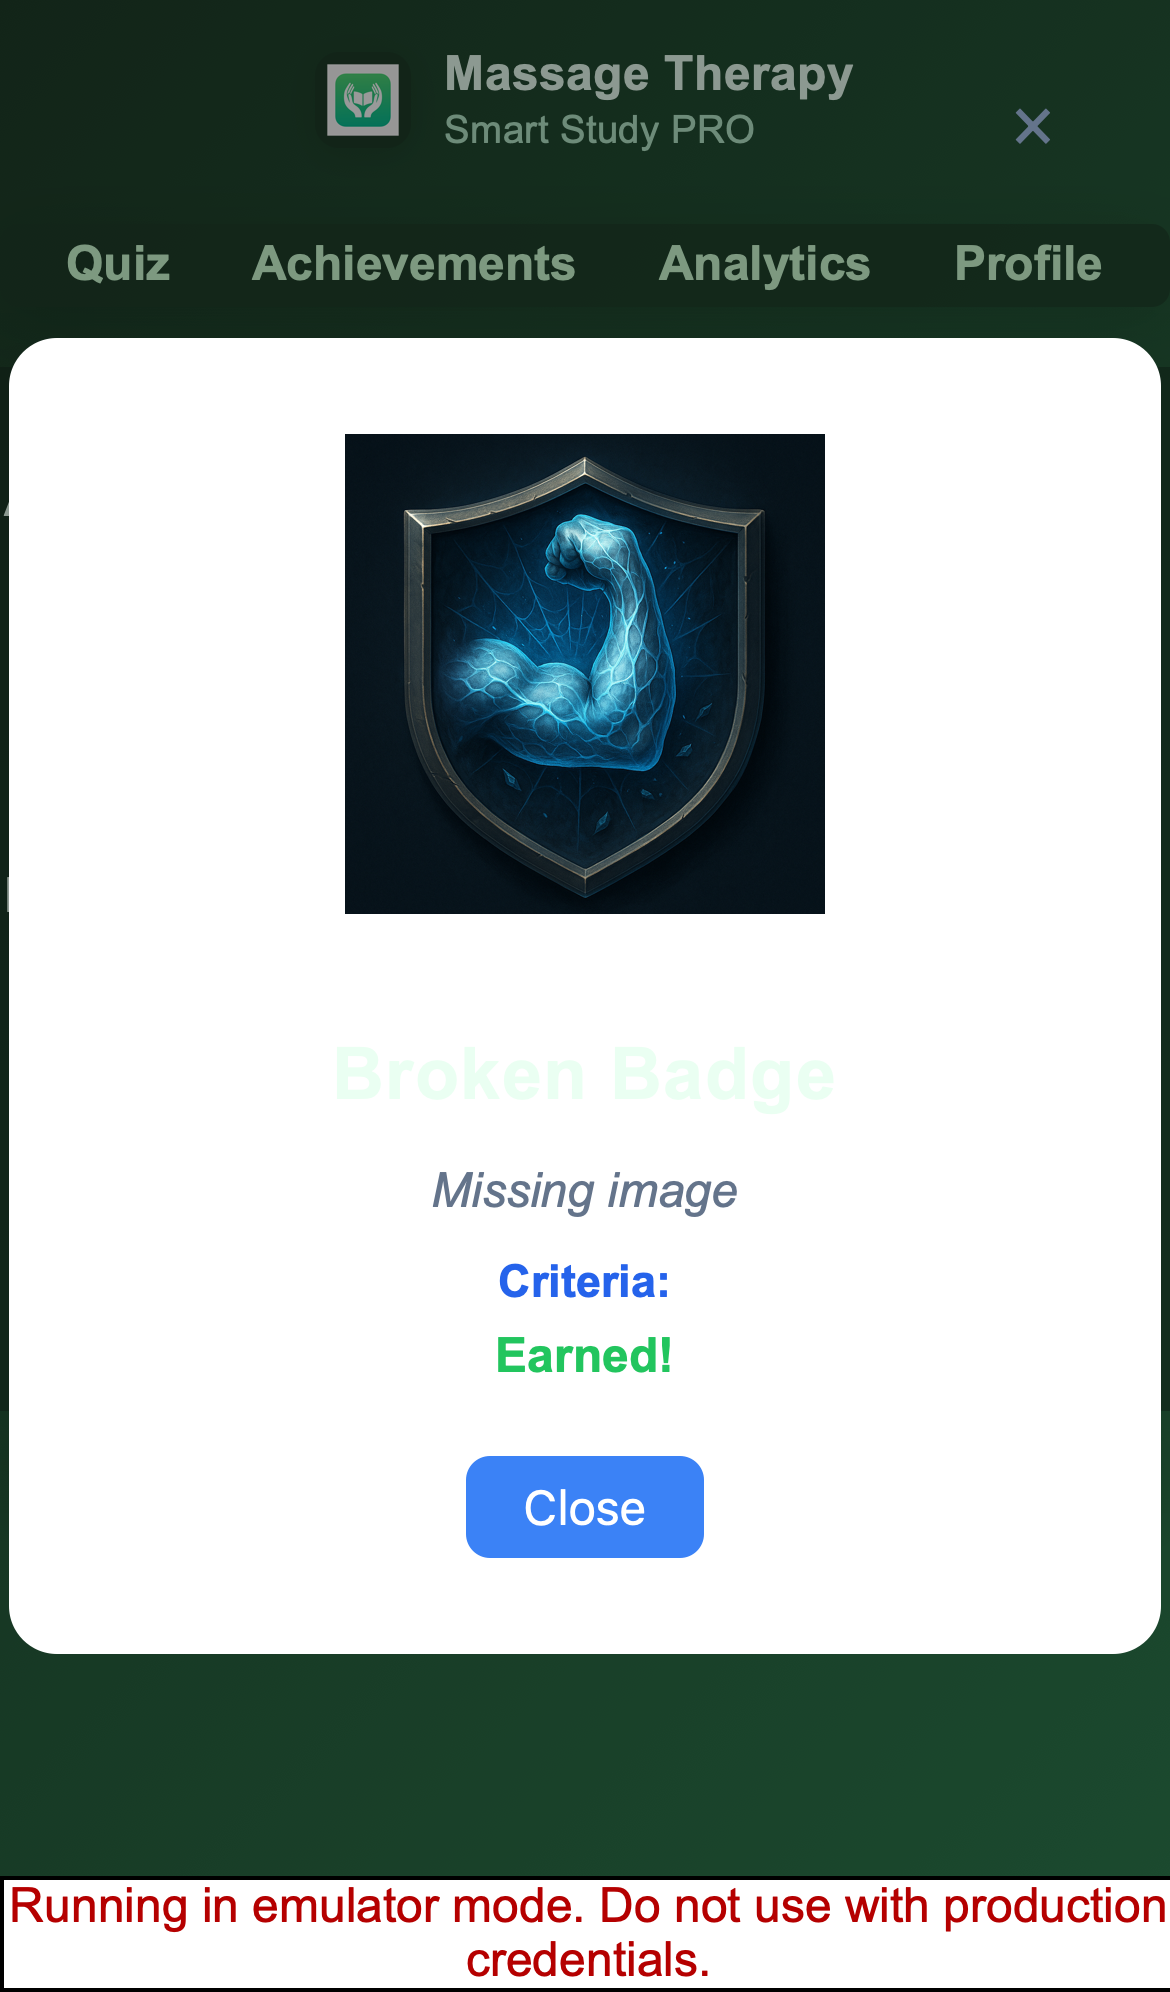 Massage Therapy
Smart Study PRO
×
Quiz Achievements Analytics Profile
Broken Badge
Missing image
Criteria:
Earned!
Close
Running in emulator mode. Do not use with production
credentials.